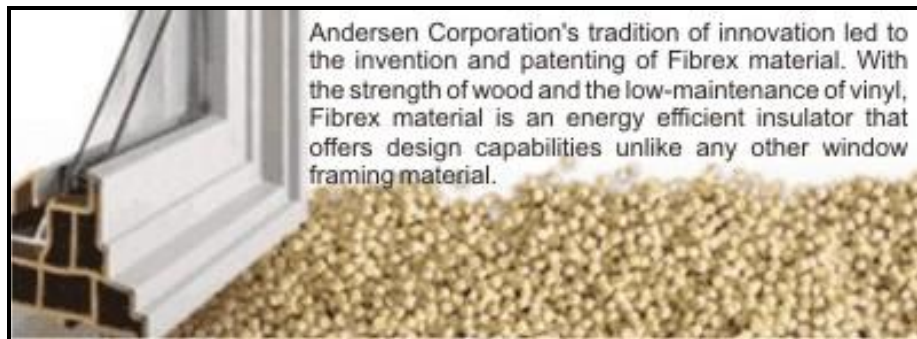 Andersen Corporation's tradition of innovation led to
the invention and patenting of Fibrex material. With
the strength of wood and the low-maintenance of vinyl,
Fibrex material is an energy efficient insulator that
offers design capabilities unlike any other window
framing material.